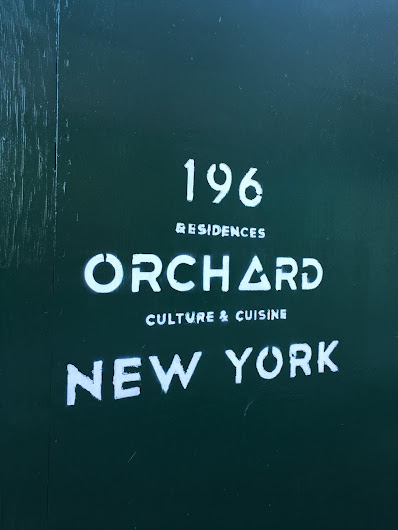 196
RESIDENCES
ORCHARD
CULTURE & CUISINE
NEW YORK